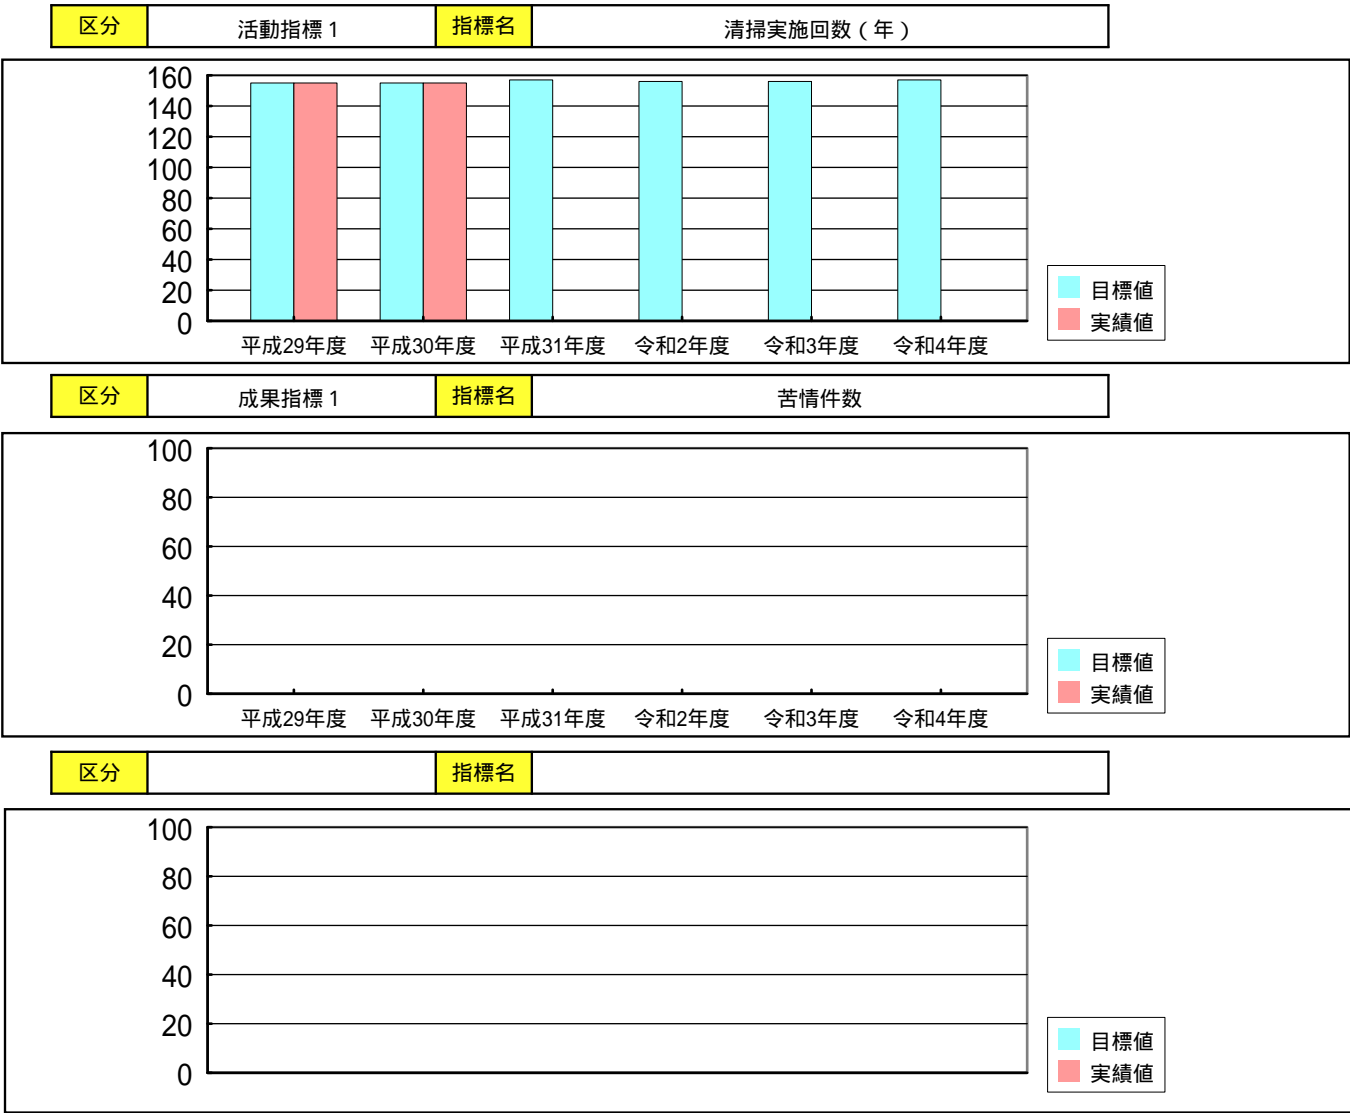 区分 活動指標１ 指標名 清掃実施回数（年）
160
140
120
100
80
60
40
20
0
平成29年度 平成30年度 平成31年度 令和2年度 令和3年度 令和4年度
目標値
実績値
区分 成果指標１ 指標名 苦情件数
100
80
60
40
20
0
平成29年度 平成30年度 平成31年度 令和2年度 令和3年度 令和4年度
目標値
実績値
区分 指標名
100
80
60
40
20
0
目標値
実績値